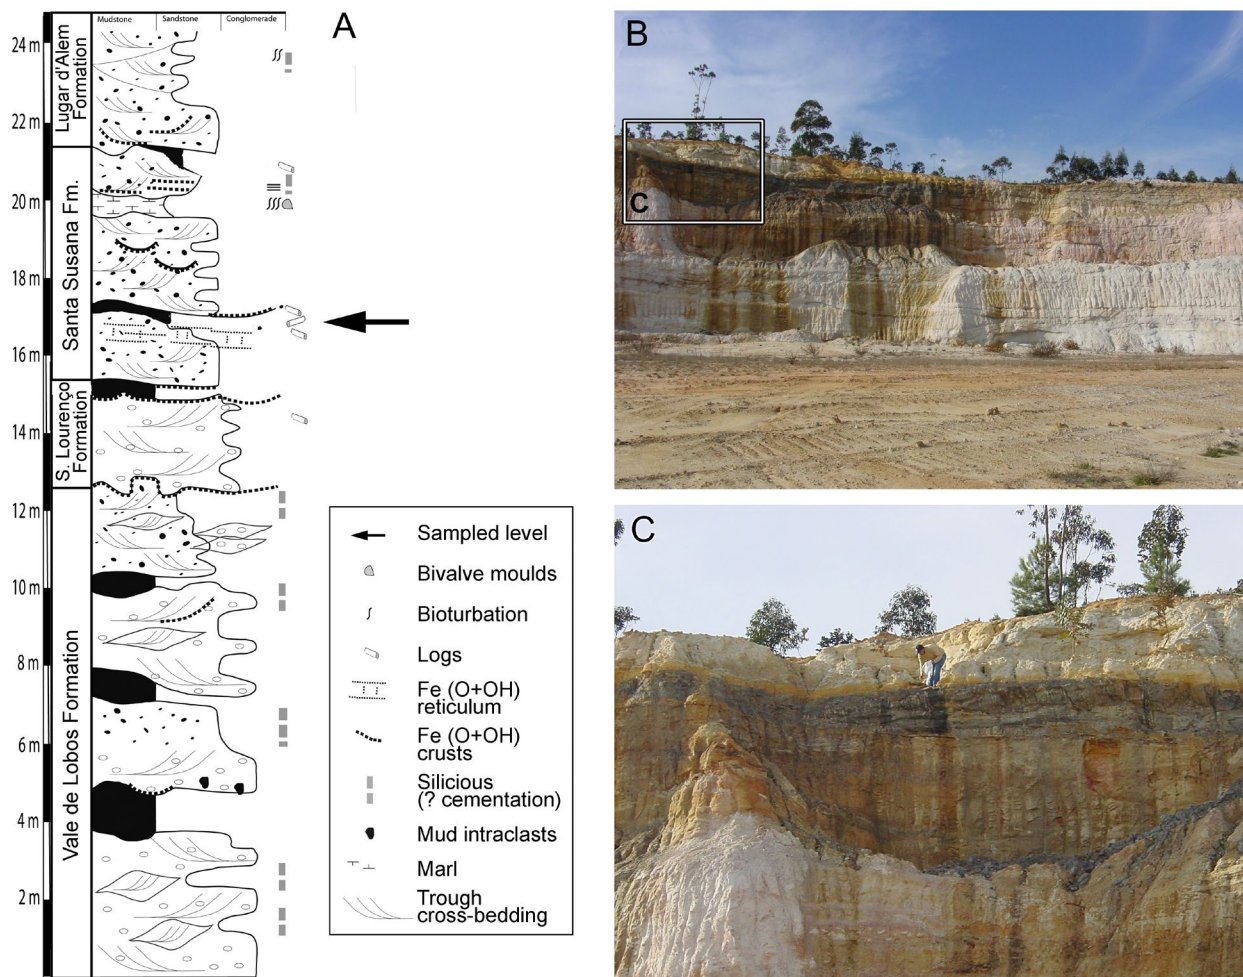 Mudstone Sandstone Conglomerade
A
24 m
22 m
20 m
18 m
16 m
14 m
12 m
10 m
8 m
6 m
4 m
2 m
Lugar d'Alem
Formation
Santa Susana Fm.
S. Lourenço
Formation
Vale de Lobos Formation
Sampled level
Bivalve moulds
Bioturbation
Logs
Fe (O+OH)
reticulum
Fe (O+OH)
crusts
Silicious
(? cementation)
Mud intraclasts
Marl
Trough
cross-bedding
B
C
C